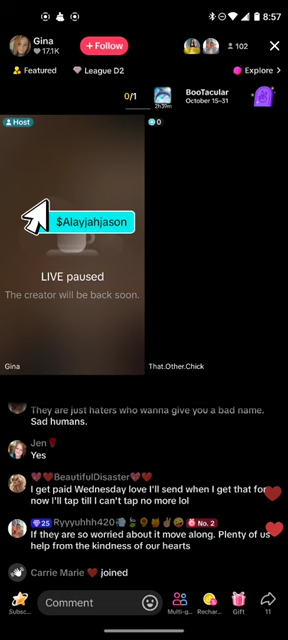 8:57
Gina
17.1K
+ Follow
102
Featured
League D2
Explore
0/1
2h39m
BooTacular
October 15–31
Host
0
$Alayjahjason
LIVE paused
The creator will be back soon.
Gina
That.Other.Chick
They are just haters who wanna give you a bad name.
Sad humans.
Jen
Yes
BeautifulDisaster
I get paid Wednesday love I'll send when I get that for
now I'll tap till I can't tap no more lol
25 Ryyyuhhh420 No. 2
If they are so worried about it move along. Plenty of us
help from the kindness of our hearts
Carrie Marie joined
Subsc...
Comment
Multi-g...
Rechar...
Gift
11